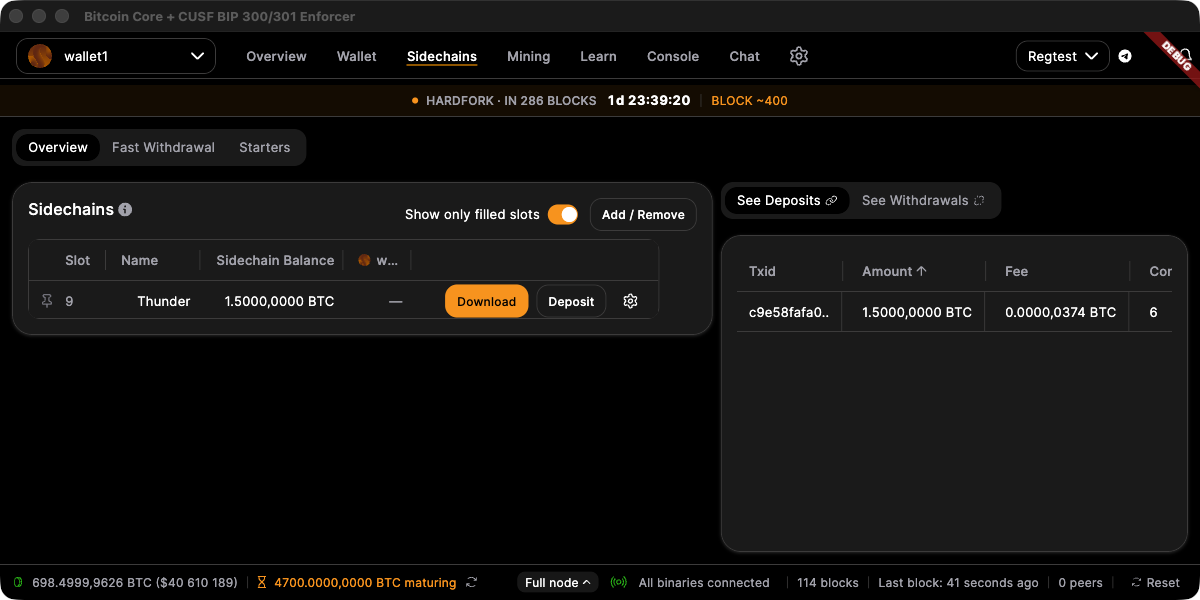 Bitcoin Core + CUSF BIP 300/301 Enforcer
wallet1
Overview
Wallet
Sidechains
Mining
Learn
Console
Chat
Regtest
DEBUG
HARDFORK · IN 286 BLOCKS 1d 23:39:20 BLOCK ~400
Overview
Fast Withdrawal
Starters
Sidechains
Show only filled slots
Add / Remove
See Deposits
See Withdrawals
Slot Name Sidechain Balance w...
9 Thunder 1.5000,0000 BTC — Download Deposit
Txid Amount Fee Cor
c9e58fafa0.. 1.5000,0000 BTC 0.0000,0374 BTC 6
698.4999,9626 BTC ($40 610 189)
4700.0000,0000 BTC maturing
Full node
All binaries connected
114 blocks
Last block: 41 seconds ago
0 peers
Reset